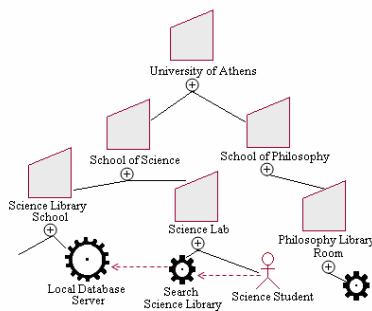 University of Athens
School of Science
School of Philosophy
Science Library
School
Science Lab
Philosophy Library
Room
Local Database
Server
Search
Science Library
Science Student